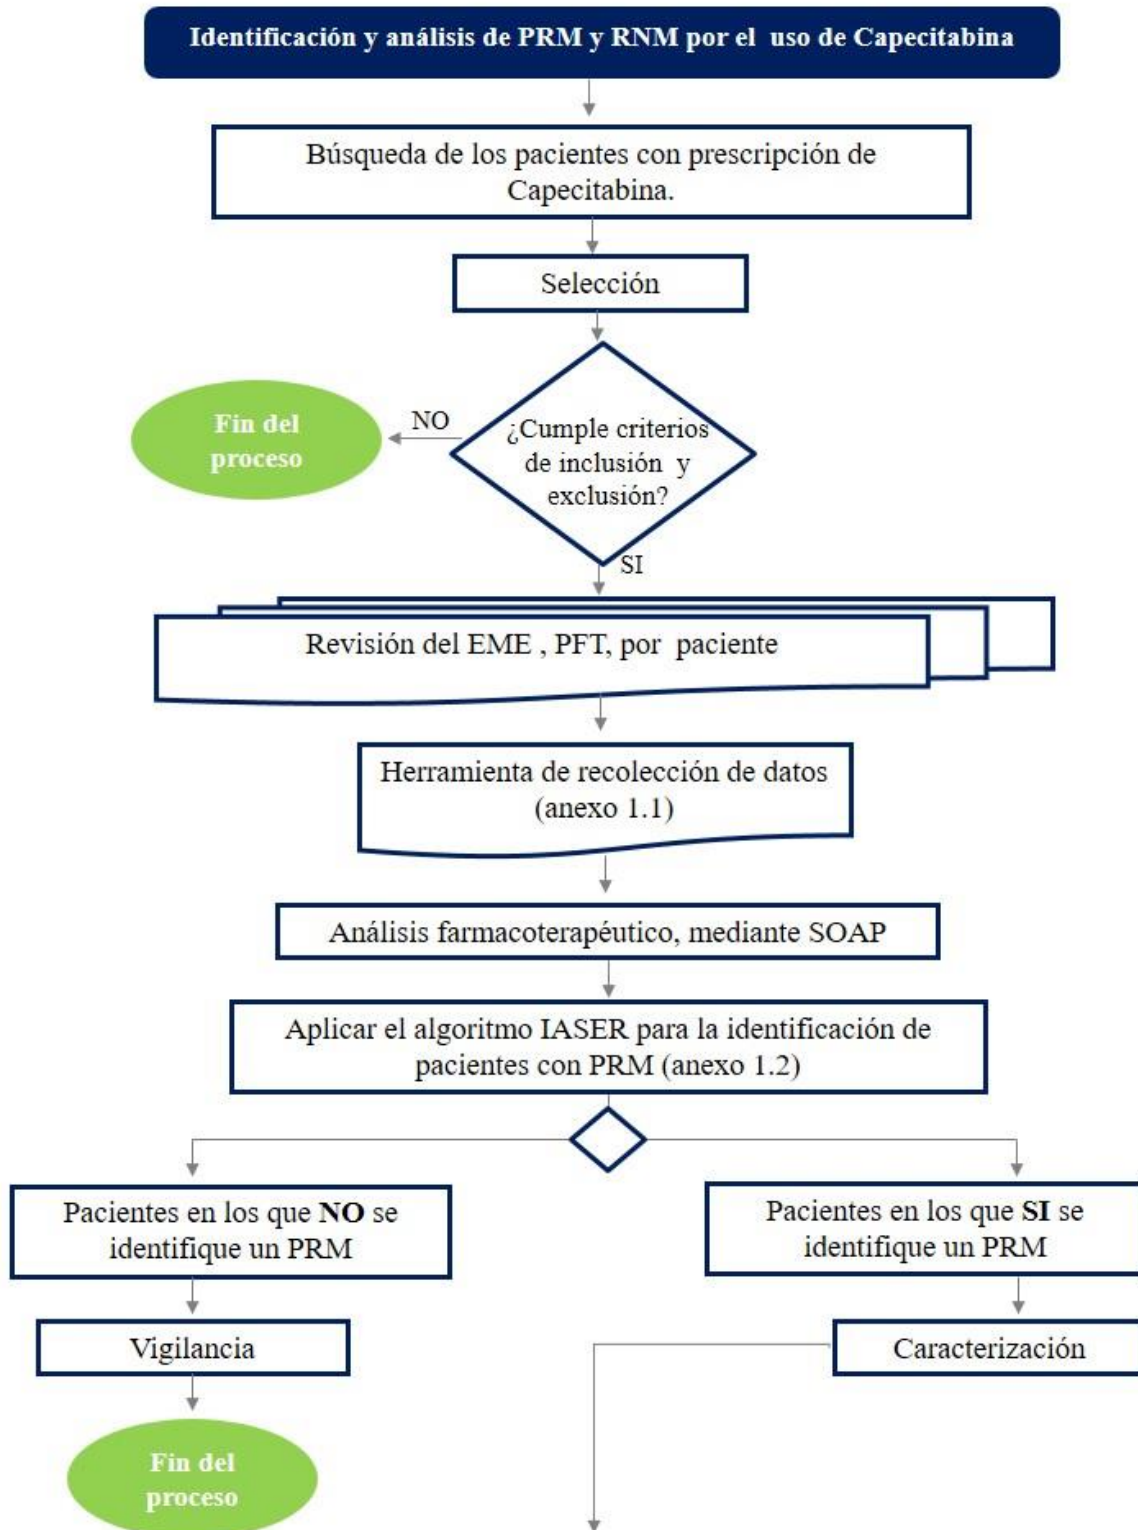 Identificación y análisis de PRM y RNM por el uso de Capecitabina
Búsqueda de los pacientes con prescripción de
Capecitabina.
Selección
¿Cumple criterios
de inclusión y
exclusión?
NO
Fin del
proceso
SI
Revisión del EME , PFT, por paciente
Herramienta de recolección de datos
(anexo 1.1)
Análisis farmacoterapéutico, mediante SOAP
Aplicar el algoritmo IASER para la identificación de
pacientes con PRM (anexo 1.2)
Pacientes en los que NO se
identifique un PRM
Pacientes en los que SI se
identifique un PRM
Vigilancia
Caracterización
Fin del
proceso